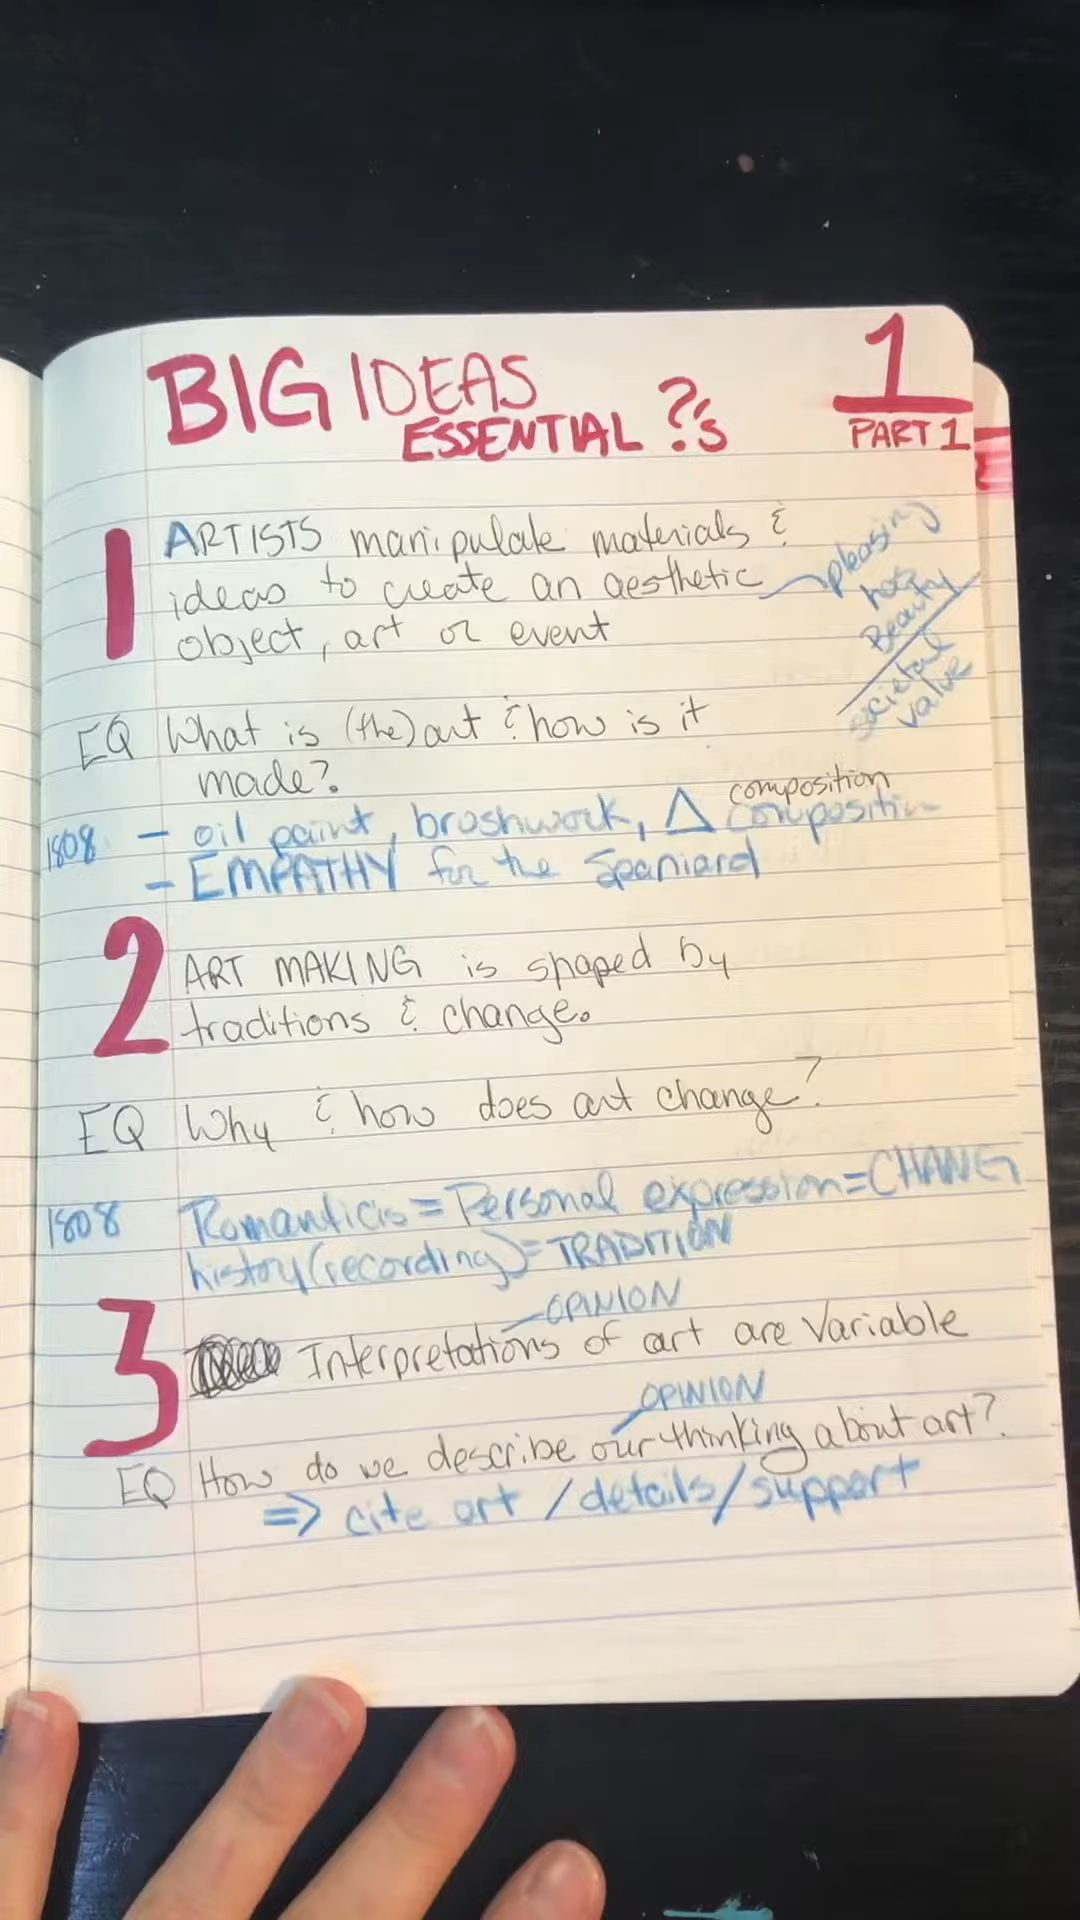 BIG IDEAS
ESSENTIAL ?'s
1
PART 1
1
ARTISTS manipulate materials &
ideas to create an aesthetic
object, art or event
pleasing
Beauty
societal
value
EQ What is (the) art & how is it
made?
composition
1808 - oil paint, brushwork, Δ composition
- EMPATHY for the Spaniard
2
ART MAKING is shaped by
traditions & change.
EQ Why & how does art change?
1808 Romanticis = Personal expression = CHANG
history (recording) = TRADITION
OPINION
3
Interpretations of art are variable
OPINION
EQ How do we describe our thinking about art?
⇒ cite art / details / support